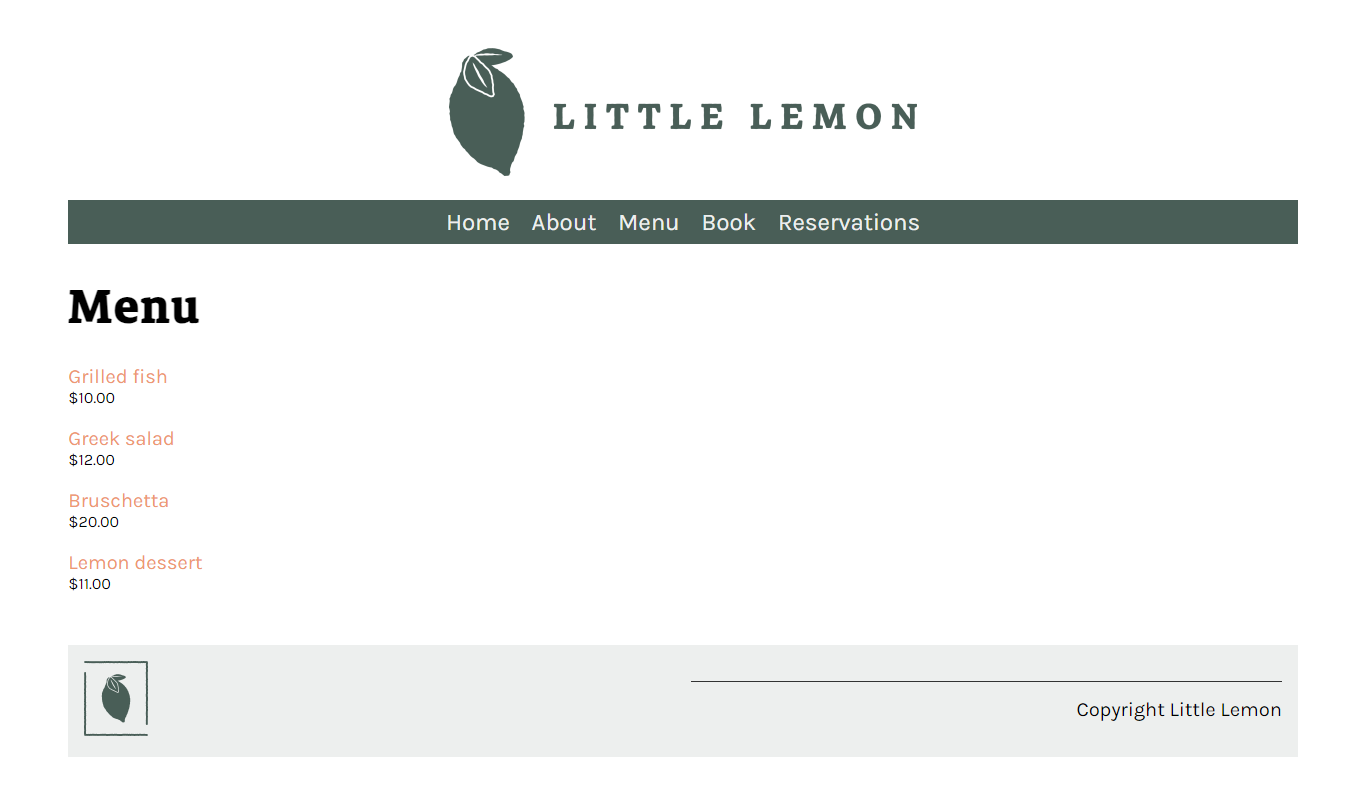 LITTLE LEMON
Home About Menu Book Reservations
Menu
Grilled fish
$10.00
Greek salad
$12.00
Bruschetta
$20.00
Lemon dessert
$11.00
Copyright Little Lemon